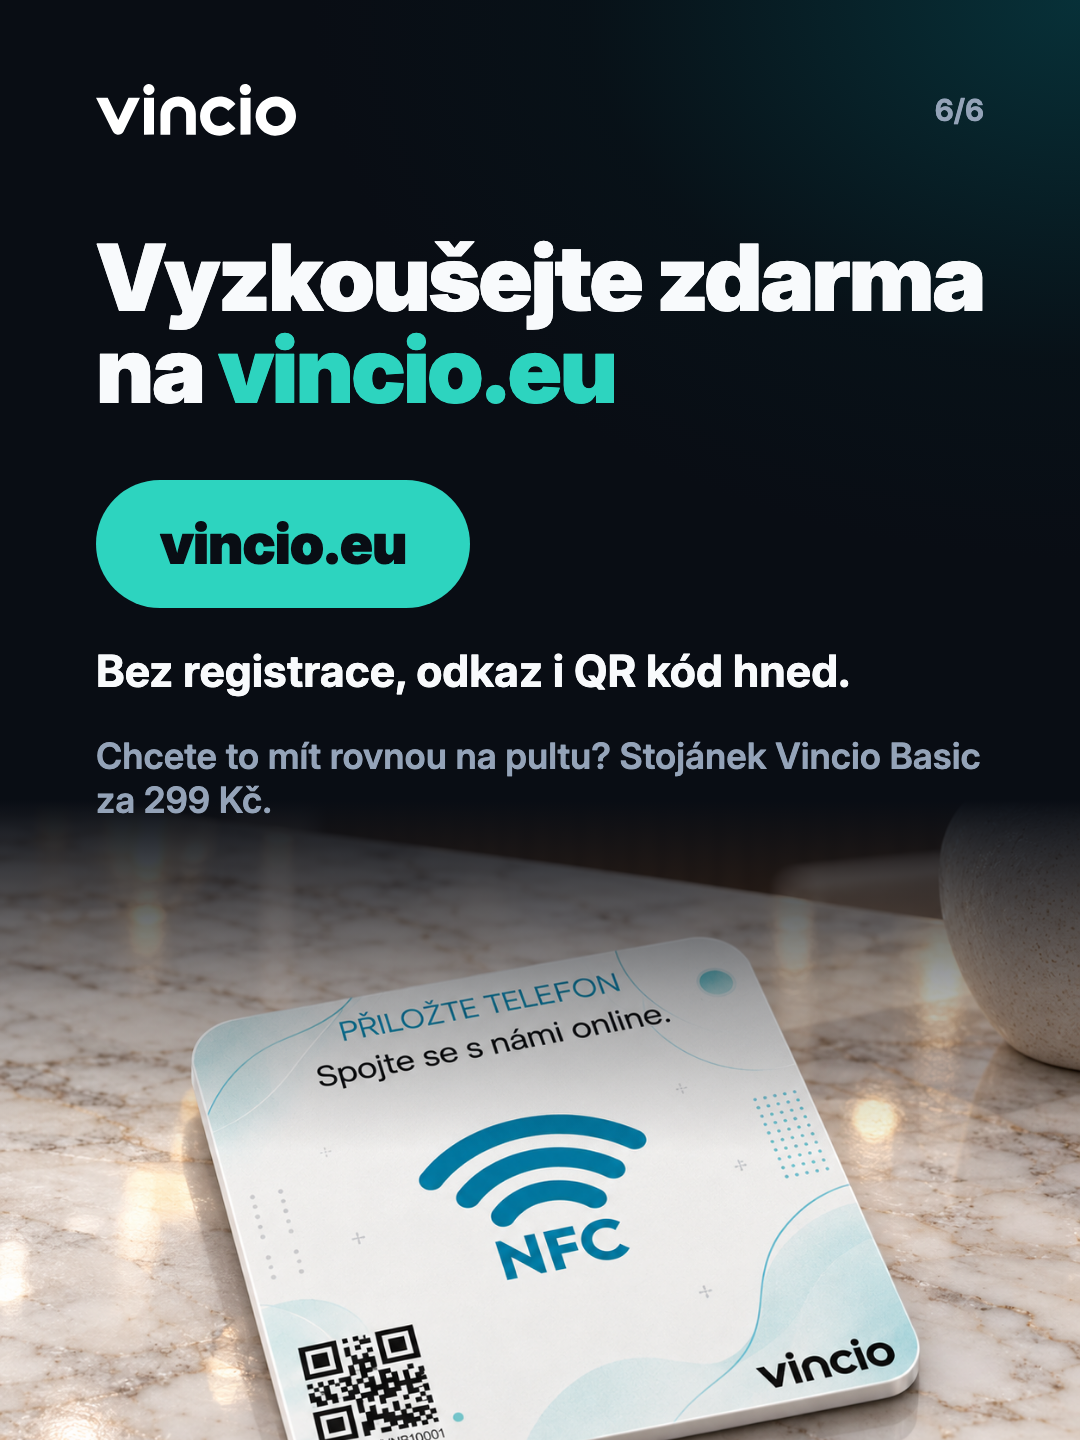 vincio
6/6
Vyzkoušejte zdarma
na vincio.eu
vincio.eu
Bez registrace, odkaz i QR kód hned.
Chcete to mít rovnou na pultu? Stojánek Vincio Basic
za 299 Kč.
PŘILOŽTE TELEFON
Spojte se s námi online.
NFC
vincio